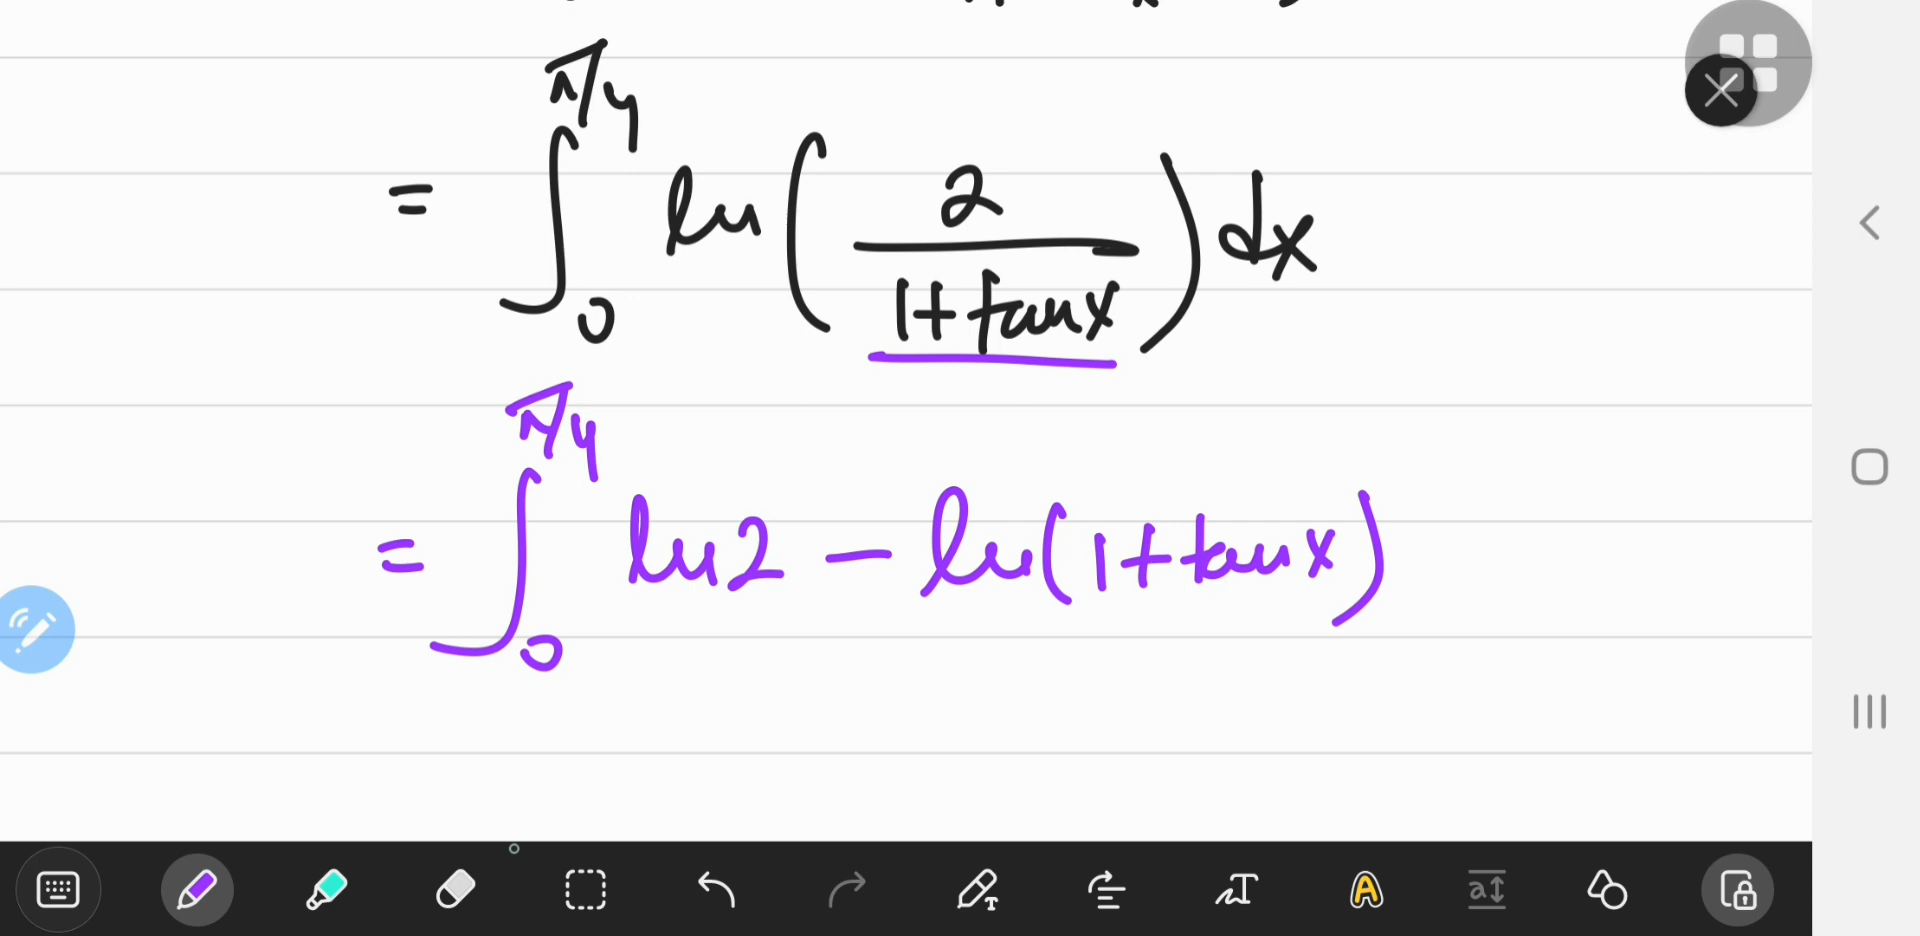 = ∫₀^(π/4) ln(2/(1+tanx))dx
= ∫₀^(π/4) ln2 − ln(1+tanx)